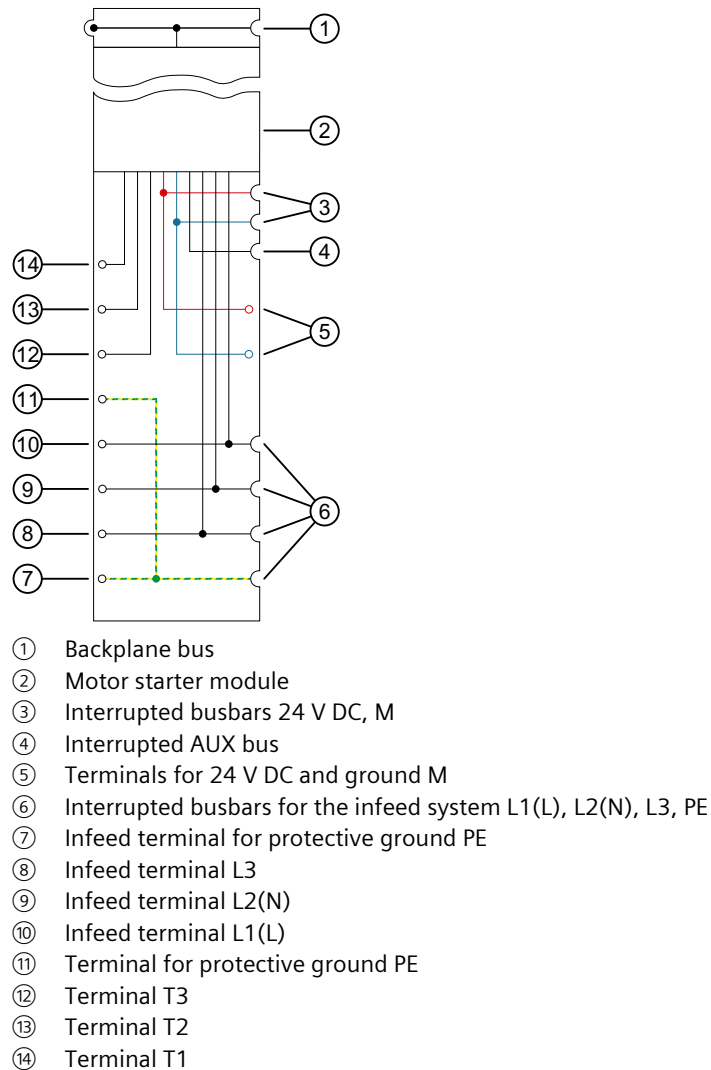 1
2
3
4
14
13
5
12
11
10
9
6
8
7
① Backplane bus
② Motor starter module
③ Interrupted busbars 24 V DC, M
④ Interrupted AUX bus
⑤ Terminals for 24 V DC and ground M
⑥ Interrupted busbars for the infeed system L1(L), L2(N), L3, PE
⑦ Infeed terminal for protective ground PE
⑧ Infeed terminal L3
⑨ Infeed terminal L2(N)
⑩ Infeed terminal L1(L)
⑪ Terminal for protective ground PE
⑫ Terminal T3
⑬ Terminal T2
⑭ Terminal T1